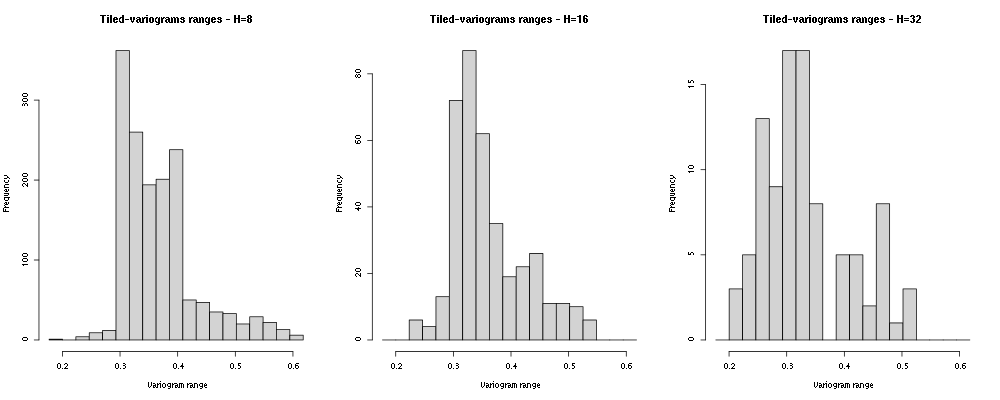 Tiled-variograms ranges - H=8
Frequency
0
100
200
300
0.2 0.3 0.4 0.5 0.6
Variogram range
Tiled-variograms ranges - H=16
Frequency
0
20
40
60
80
0.2 0.3 0.4 0.5 0.6
Variogram range
Tiled-variograms ranges - H=32
Frequency
0
5
10
15
0.2 0.3 0.4 0.5 0.6
Variogram range